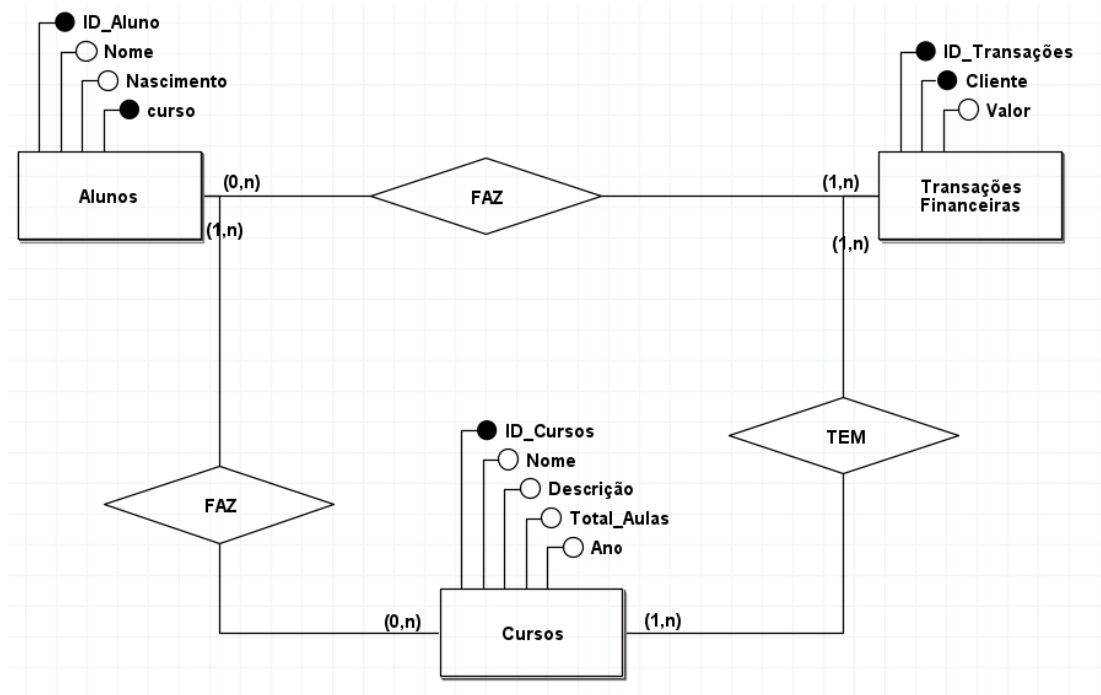 ID_Aluno
Nome
Nascimento
curso
Alunos
(0,n)
(1,n)
FAZ
ID_Transações
Cliente
Valor
(1,n)
Transações
Financeiras
(1,n)
TEM
FAZ
ID_Cursos
Nome
Descrição
Total_Aulas
Ano
(0,n)
Cursos
(1,n)